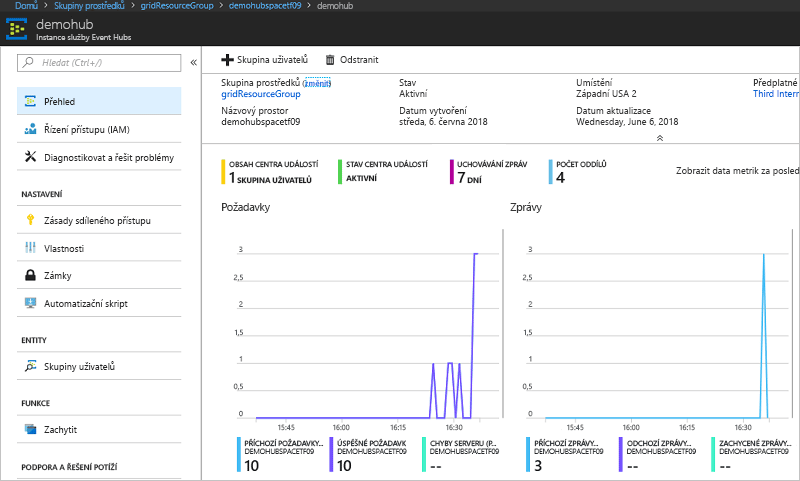 Domů > Skupiny prostředků > gridResourceGroup > demohubspacetf09 > demohub
demohub
Instance služby Event Hubs
Hledat (Ctrl+/)
Přehled
Řízení přístupu (IAM)
Diagnostikovat a řešit problémy
NASTAVENÍ
Zásady sdíleného přístupu
Vlastnosti
Zámky
Automatizační skript
ENTITY
Skupiny uživatelů
FUNKCE
Zachytit
PODPORA A ŘEŠENÍ POTÍŽÍ
Skupina uživatelů Odstranit
Skupina prostředků (změnit)
gridResourceGroup
Stav
Aktivní
Umístění
Západní USA 2
Předplatné
Third Intern
Názvový prostor
demohubspacetf09
Datum vytvoření
středa, 6. června 2018
Datum aktualizace
Wednesday, June 6, 2018
OBSAH CENTRA UDÁLOSTÍ
1 SKUPINA UŽIVATELŮ
STAV CENTRA UDÁLOSTÍ
AKTIVNÍ
UCHOVÁVÁNÍ ZPRÁV
7 DNÍ
POČET ODDÍLŮ
4
Zobrazit data metrik za posled
Požadavky
3
2,5
2
1,5
1
0,5
0
15:45 16:00 16:15 16:30
PŘÍCHOZÍ POŽADAVKY...
DEMOHUBSPACETF09
10
ÚSPĚŠNÉ POŽADAVK
DEMOHUBSPACETF09
10
CHYBY SERVERU (P...
DEMOHUBSPACETF09
--
Zprávy
3
2,5
2
1,5
1
0,5
0
15:45 16:00 16:15 16:30
PŘÍCHOZÍ ZPRÁVY...
DEMOHUBSPACETF09
3
ODCHOZÍ ZPRÁVY...
DEMOHUBSPACETF09
--
ZACHYCENÉ ZPRÁVY...
DEMOHUBSPACETF09
--